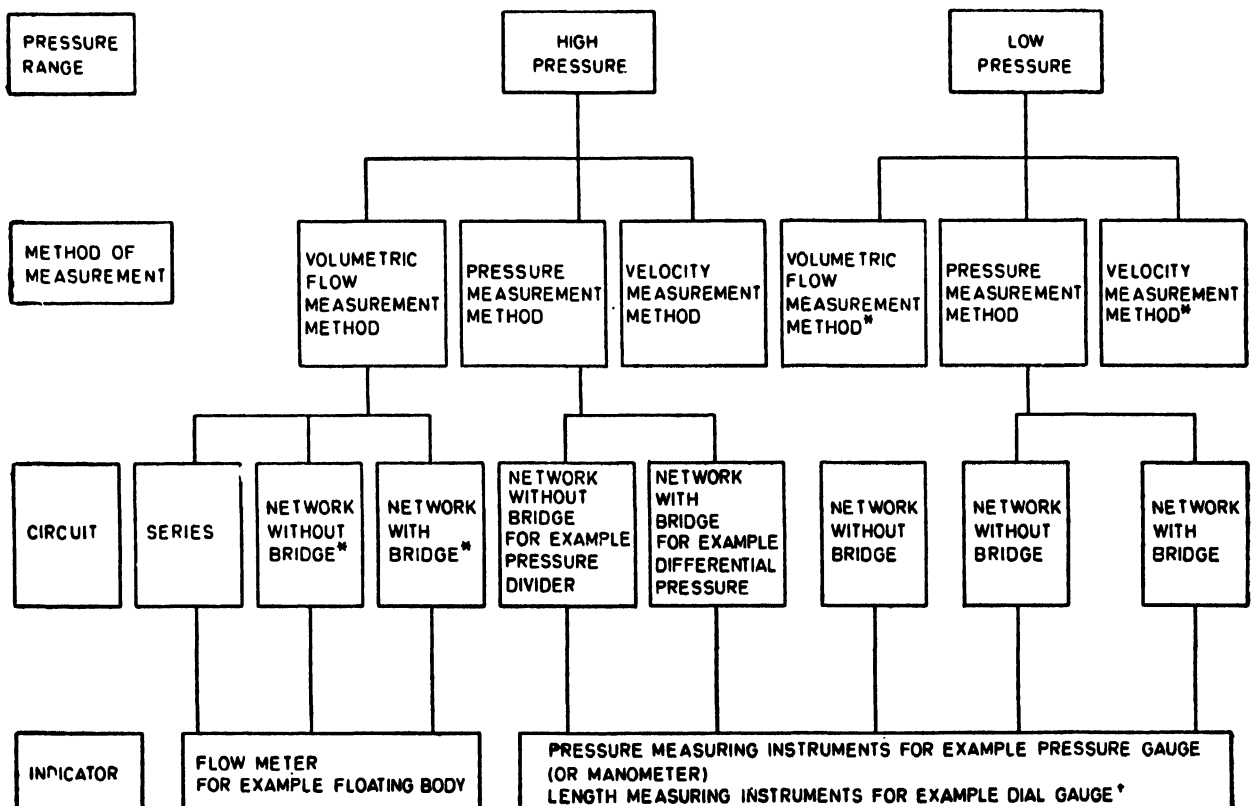 PRESSURE
RANGE
HIGH
PRESSURE
LOW
PRESSURE
METHOD OF
MEASUREMENT
VOLUMETRIC
FLOW
MEASUREMENT
METHOD
PRESSURE
MEASUREMENT
METHOD
VELOCITY
MEASUREMENT
METHOD
VOLUMETRIC
FLOW
MEASUREMENT
METHOD*
PRESSURE
MEASUREMENT
METHOD
VELOCITY
MEASUREMENT
METHOD*
CIRCUIT
SERIES
NETWORK
WITHOUT
BRIDGE*
NETWORK
WITH
BRIDGE*
NETWORK
WITHOUT
BRIDGE
FOR EXAMPLE
PRESSURE
DIVIDER
NETWORK
WITH
BRIDGE
FOR EXAMPLE
DIFFERENTIAL
PRESSURE
NETWORK
WITHOUT
BRIDGE
NETWORK
WITHOUT
BRIDGE
NETWORK
WITH
BRIDGE
INDICATOR
FLOW METER
FOR EXAMPLE FLOATING BODY
PRESSURE MEASURING INSTRUMENTS FOR EXAMPLE PRESSURE GAUGE
(OR MANOMETER)
LENGTH MEASURING INSTRUMENTS FOR EXAMPLE DIAL GAUGE†